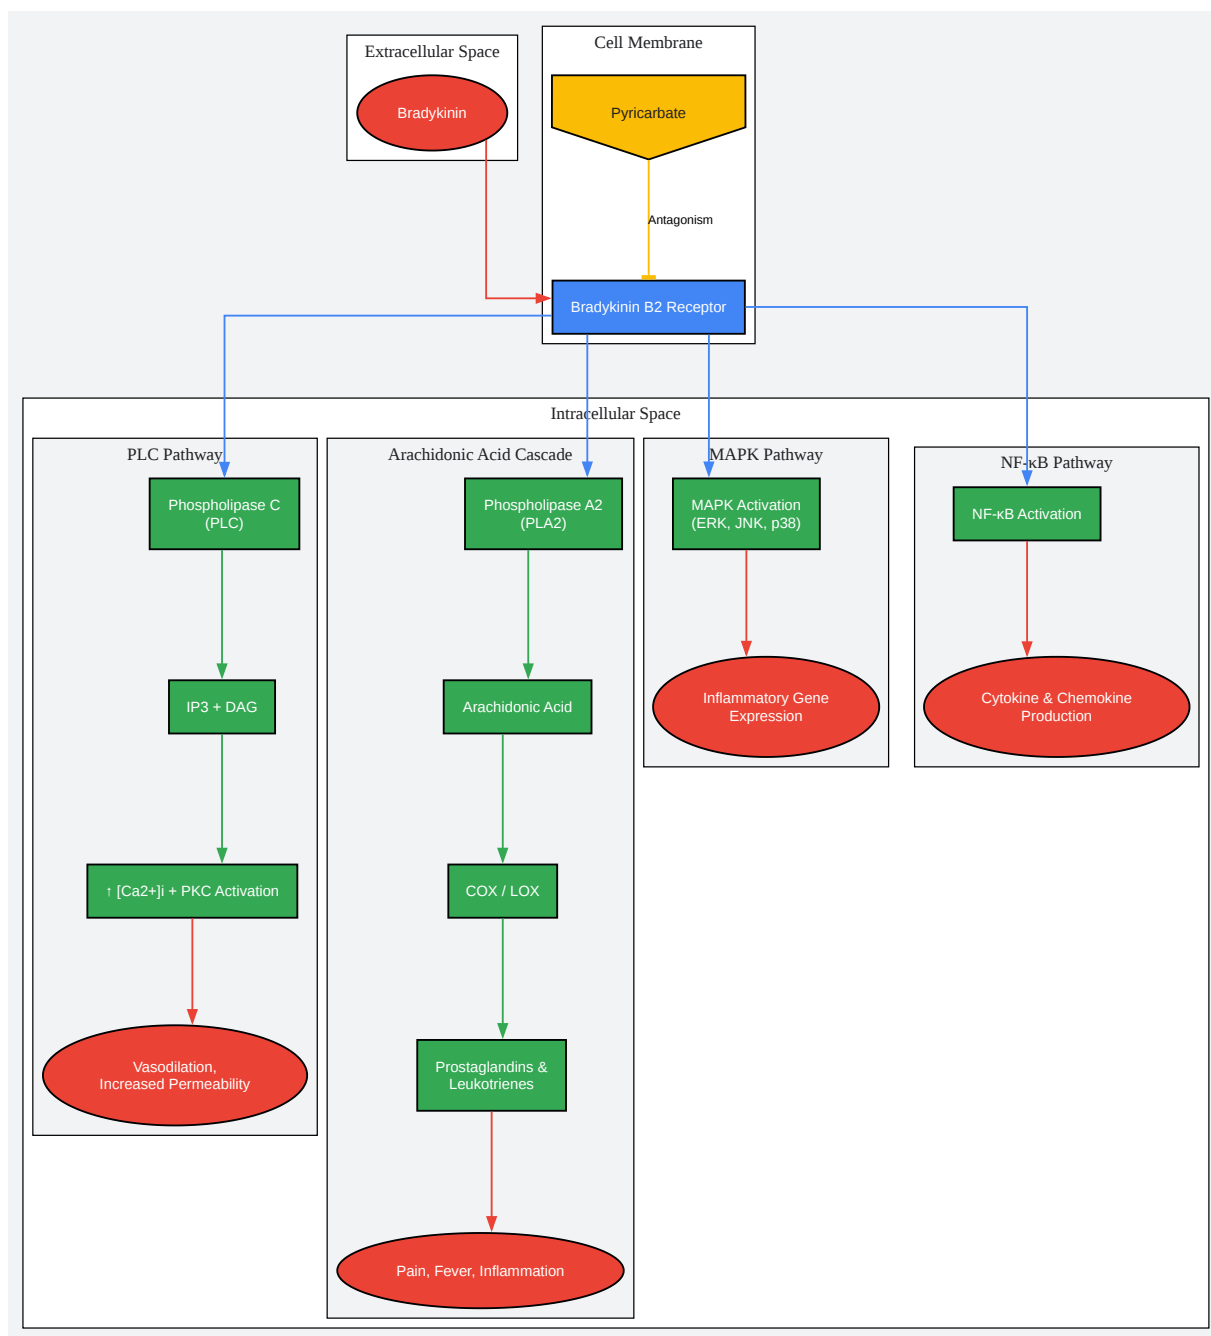 Extracellular Space
Bradykinin
Cell Membrane
Pyricarbate
Antagonism
Bradykinin B2 Receptor
Intracellular Space
PLC Pathway
Phospholipase C
(PLC)
IP3 + DAG
↑ [Ca2+]i + PKC Activation
Vasodilation,
Increased Permeability
Arachidonic Acid Cascade
Phospholipase A2
(PLA2)
Arachidonic Acid
COX / LOX
Prostaglandins &
Leukotrienes
Pain, Fever, Inflammation
MAPK Pathway
MAPK Activation
(ERK, JNK, p38)
Inflammatory Gene
Expression
NF-κB Pathway
NF-κB Activation
Cytokine & Chemokine
Production